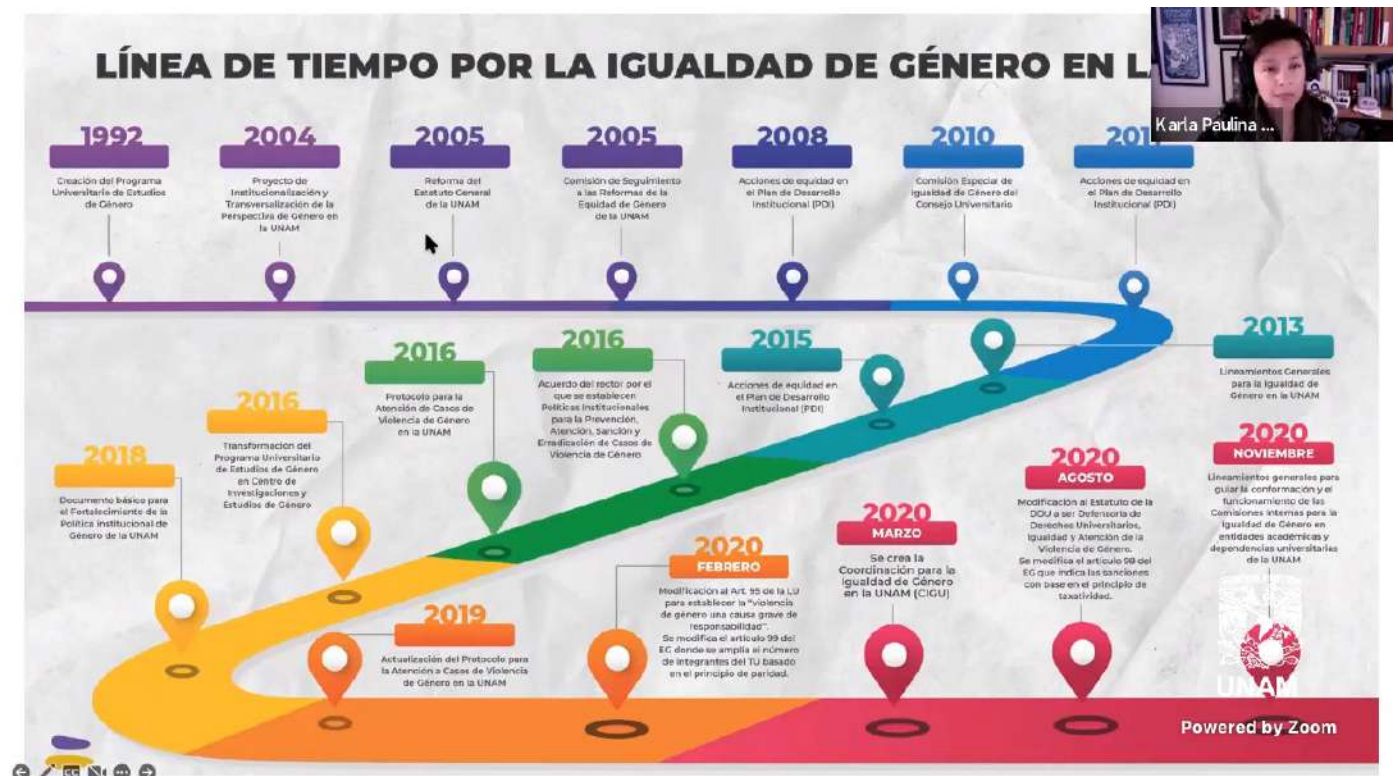 LÍNEA DE TIEMPO POR LA IGUALDAD DE GÉNERO EN
Karla Paulina ...
1992
Creación del Programa
Universitario de Estudios
de Género
2004
Proyecto de
Institucionalización y
Transversalización de la
Perspectiva de Género en
la UNAM
2005
Reforma del
Estatuto General
de la UNAM
2005
Comisión de Seguimiento
a las Reformas de la
Equidad de Género
de la UNAM
2008
Acciones de equidad en
el Plan de Desarrollo
Institucional (PDI)
2010
Comisión Especial de
Igualdad de Género del
Consejo Universitario
Acciones de equidad en
el Plan de Desarrollo
Institucional (PDI)
2013
Lineamientos Generales
para la Igualdad de
Género en la UNAM
2015
Acciones de equidad en
el Plan de Desarrollo
Institucional (PDI)
2016
Acuerdo del rector por el
que se establecen
Políticas Institucionales
para la Prevención,
Atención, Sanción y
Erradicación de Casos de
Violencia de Género
2016
Protocolo para la
Atención de Casos de
Violencia de Género
en la UNAM
2016
Transformación del
Programa Universitario
de Estudios de Género
en Centro de
Investigaciones y
Estudios de Género
2018
Documento básico para
el Fortalecimiento de la
Política institucional de
Género de la UNAM
2019
Actualización del Protocolo para
la Atención a Casos de Violencia
de Género en la UNAM
2020
FEBRERO
Modificación al Art. 95 de la
para establecer la "violencia
de género una causa grave de
responsabilidad".
Se modifica el artículo 99 del
EG donde se amplía el número
de integrantes del TU basado
en el principio de paridad.
2020
MARZO
Se crea la
Coordinación para la
Igualdad de Género
en la UNAM (CIGU)
2020
AGOSTO
Modificación al Estatuto de la
DDU a ser Defensoría de
Derechos Universitarios,
Igualdad y Atención de la
Violencia de Género.
Se modifica el artículo 98 del
EG que indica las sanciones
con base en el principio de
taxatividad.
2020
NOVIEMBRE
Lineamientos generales para
guiar la conformación y el
funcionamiento de las
Comisiones Internas para la
Igualdad de Género en
entidades académicas y
dependencias universitarias
de la UNAM
UNAM
Powered by Zoom
CC